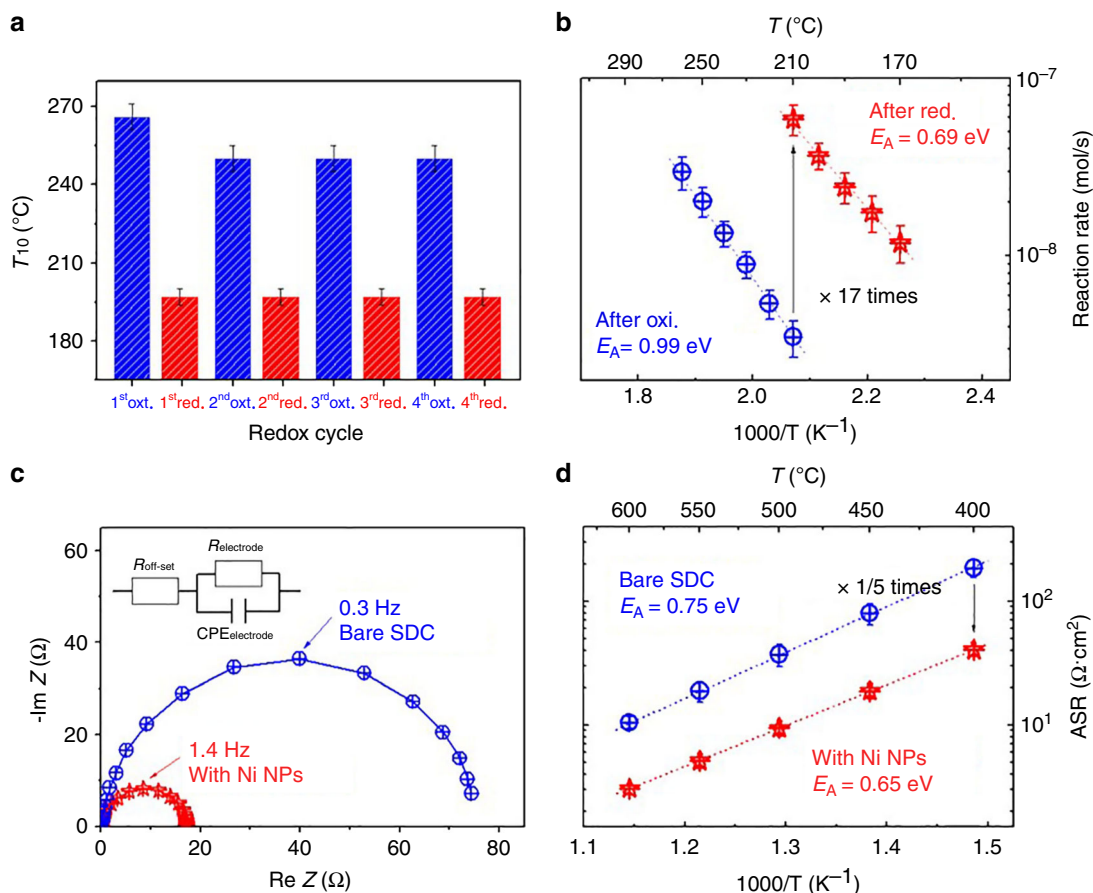 a
T10 (°C)
270
240
210
180
1st oxt. 1st red. 2nd oxt. 2nd red. 3rd oxt. 3rd red. 4th oxt. 4th red.
Redox cycle
b
T (°C)
290 250 210 170
After red.
EA = 0.69 eV
After oxi.
EA = 0.99 eV
× 17 times
10−7
10−8
Reaction rate (mol/s)
1.8 2.0 2.2 2.4
1000/T (K−1)
c
60
40
20
0
-Im Z (Ω)
Roff-set
Relectrode
CPEelectrode
0.3 Hz
Bare SDC
1.4 Hz
With Ni NPs
0 20 40 60 80
Re Z (Ω)
d
T (°C)
600 550 500 450 400
Bare SDC
EA = 0.75 eV
× 1/5 times
With Ni NPs
EA = 0.65 eV
102
101
ASR (Ω·cm2)
1.1 1.2 1.3 1.4 1.5
1000/T (K−1)